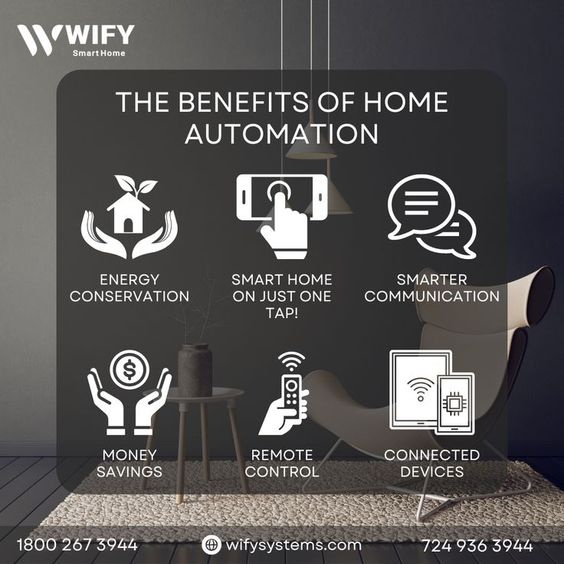 WIFY
Smart Home
THE BENEFITS OF HOME
AUTOMATION
ENERGY
CONSERVATION
SMART HOME
ON JUST ONE
TAP!
SMARTER
COMMUNICATION
$
MONEY
SAVINGS
REMOTE
CONTROL
CONNECTED
DEVICES
1800 267 3944
wifysystems.com
724 936 3944